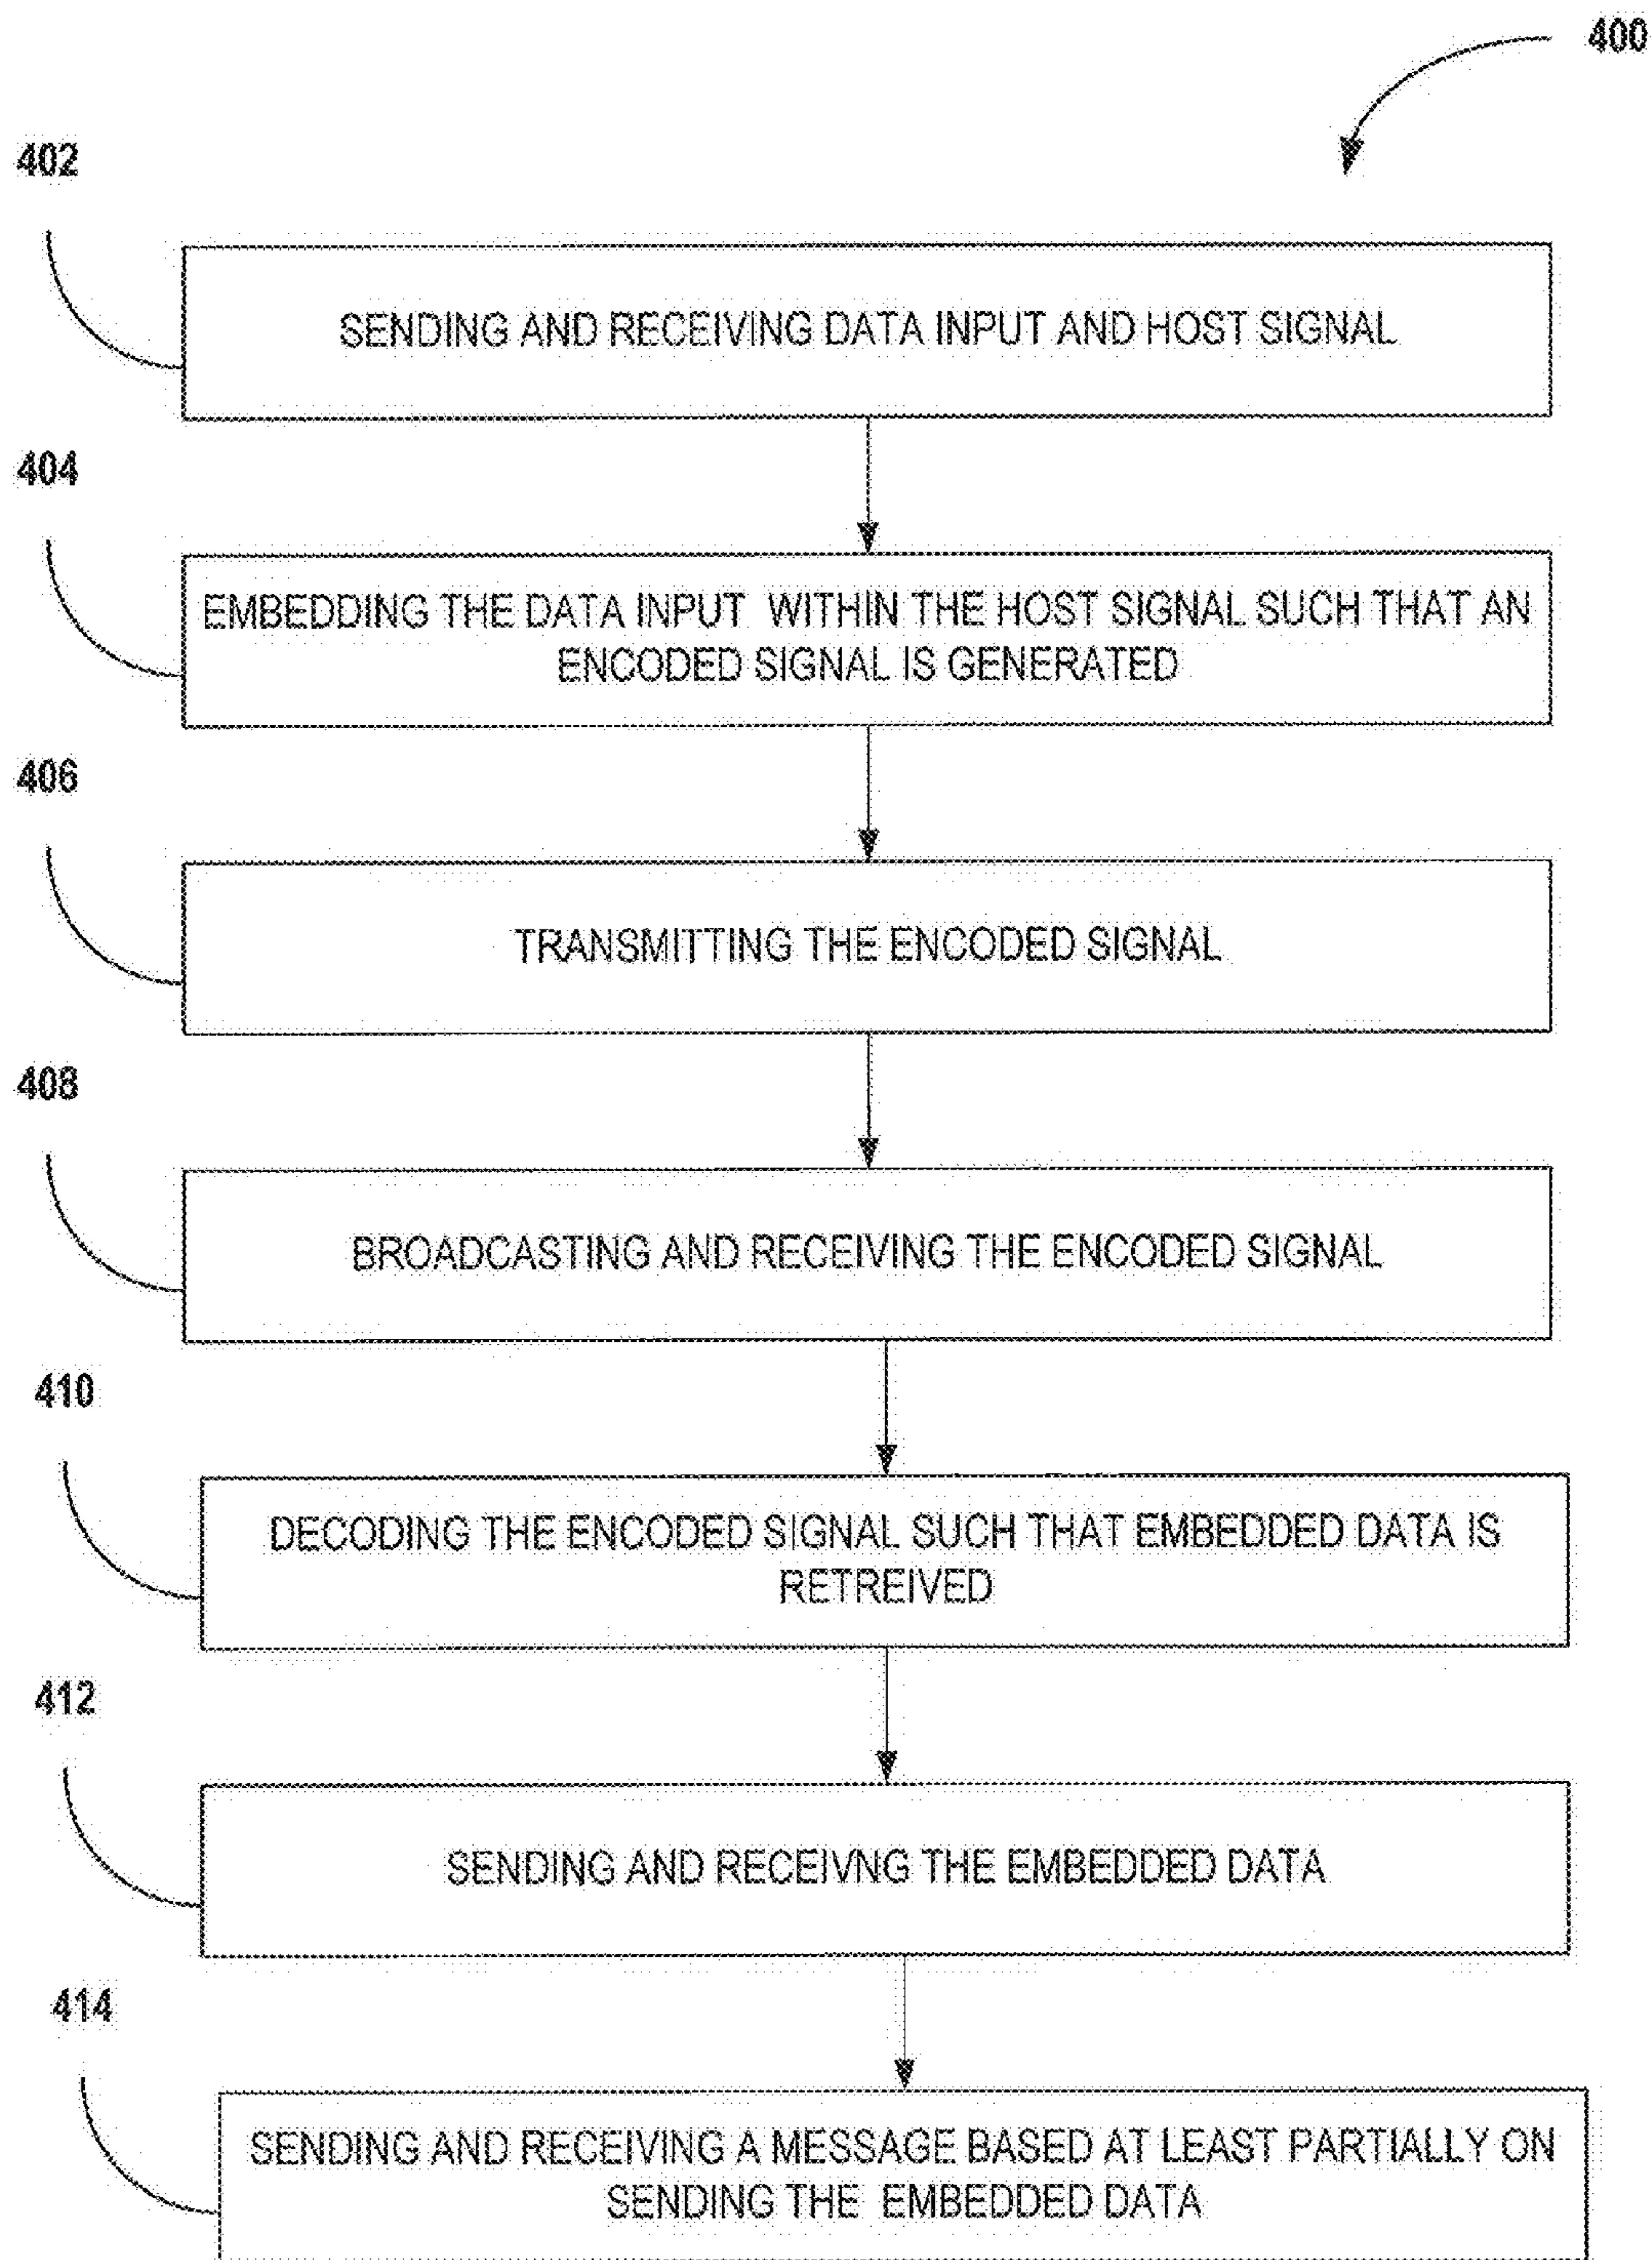 400
402
SENDING AND RECEIVING DATA INPUT AND HOST SIGNAL
404
EMBEDDING THE DATA INPUT WITHIN THE HOST SIGNAL SUCH THAT AN
ENCODED SIGNAL IS GENERATED
406
TRANSMITTING THE ENCODED SIGNAL
408
BROADCASTING AND RECEIVING THE ENCODED SIGNAL
410
DECODING THE ENCODED SIGNAL SUCH THAT EMBEDDED DATA IS
RETREIVED
412
SENDING AND RECEIVNG THE EMBEDDED DATA
414
SENDING AND RECEIVING A MESSAGE BASED AT LEAST PARTIALLY ON
SENDING THE EMBEDDED DATA